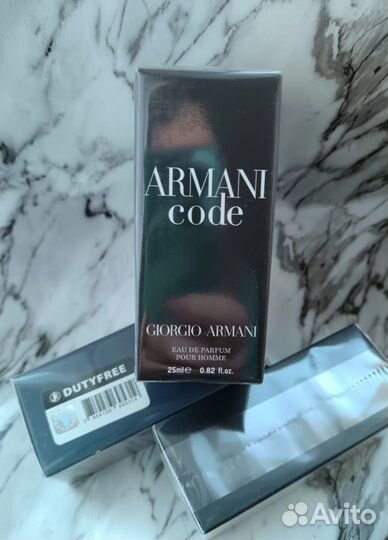 ARMANI
code
GIORGIO ARMANI
EAU DE PARFUM
POUR HOMME
25ml e 0.82 fl.oz.
DUTYFREE
Avito